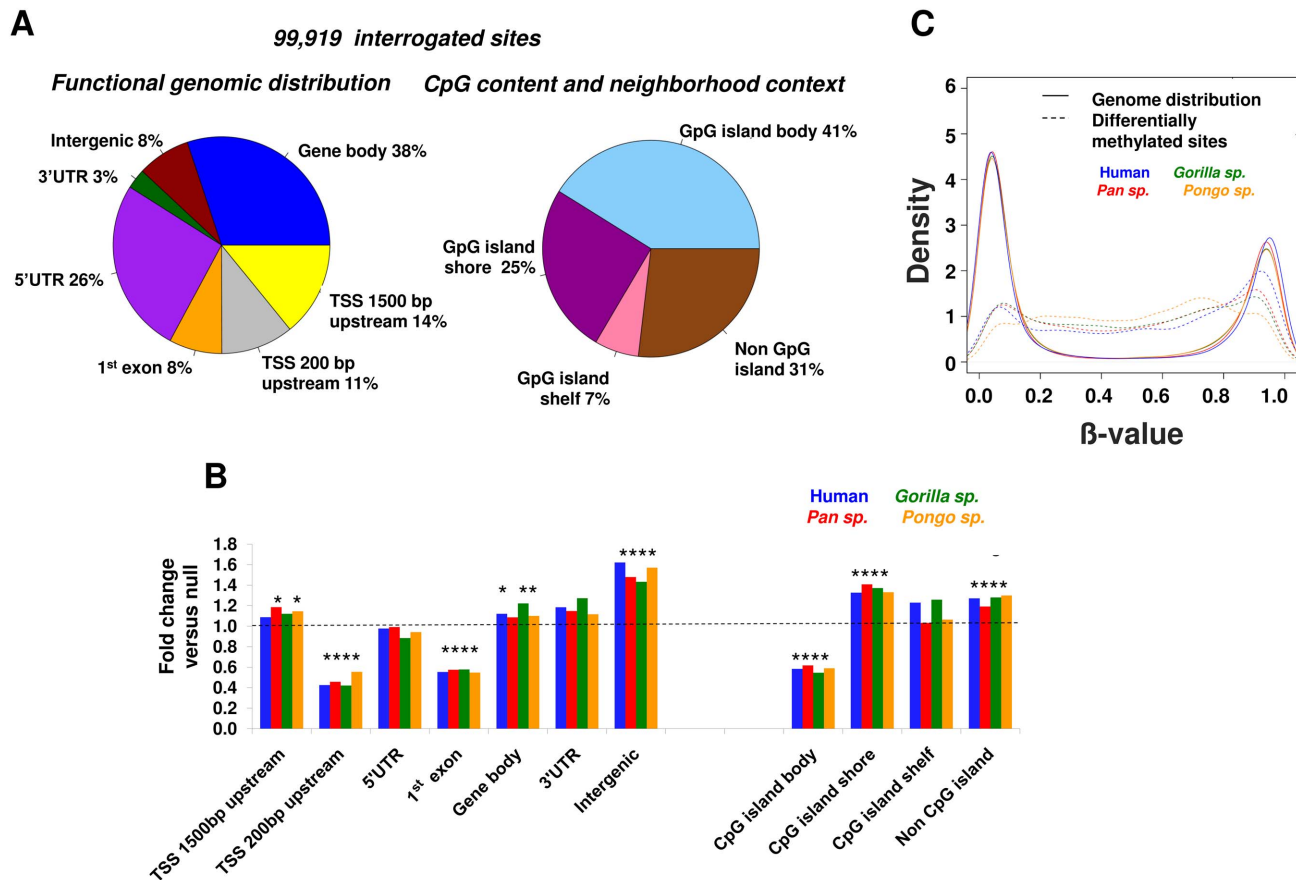 A
99,919 interrogated sites
Functional genomic distribution
CpG content and neighborhood context
Intergenic 8%
Gene body 38%
3’UTR 3%
5’UTR 26%
TSS 1500 bp
upstream 14%
1st exon 8%
TSS 200 bp
upstream 11%
GpG island body 41%
GpG island
shore 25%
Non GpG
island 31%
GpG island
shelf 7%
C
6
5
4
3
2
1
0
Density
Genome distribution
Differentially
methylated sites
Human
Gorilla sp.
Pan sp.
Pongo sp.
0.0 0.2 0.4 0.6 0.8 1.0
ß-value
B
Human
Gorilla sp.
Pan sp.
Pongo sp.
Fold change
versus null
1.8
1.6
1.4
1.2
1.0
0.8
0.6
0.4
0.2
0.0
* *
****
****
* **
****
****
****
****
TSS 1500bp upstream
TSS 200bp upstream
5'UTR
1st exon
Gene body
3'UTR
Intergenic
CpG island body
CpG island shore
CpG island shelf
Non CpG island